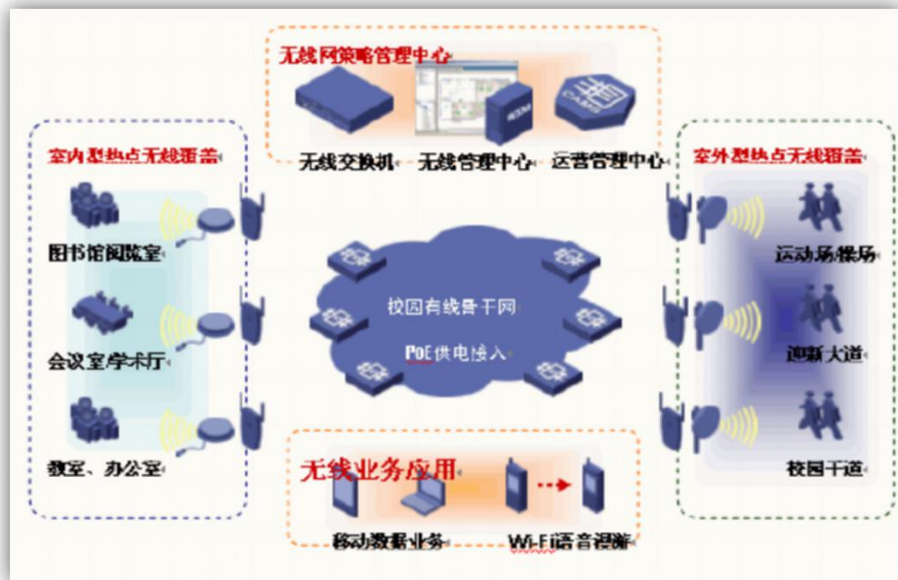 无线网策略管理中心
无线交换机
无线管理中心
运营管理中心
CAMS
室内型热点无线覆盖
图书馆阅览室
会议室/学术厅
教室、办公室
校园有线骨干网
PoE供电接入
室外型热点无线覆盖
运动场/操场
迎新大道
校园干道
无线业务应用
移动数据业务
Wi-Fi语音漫游